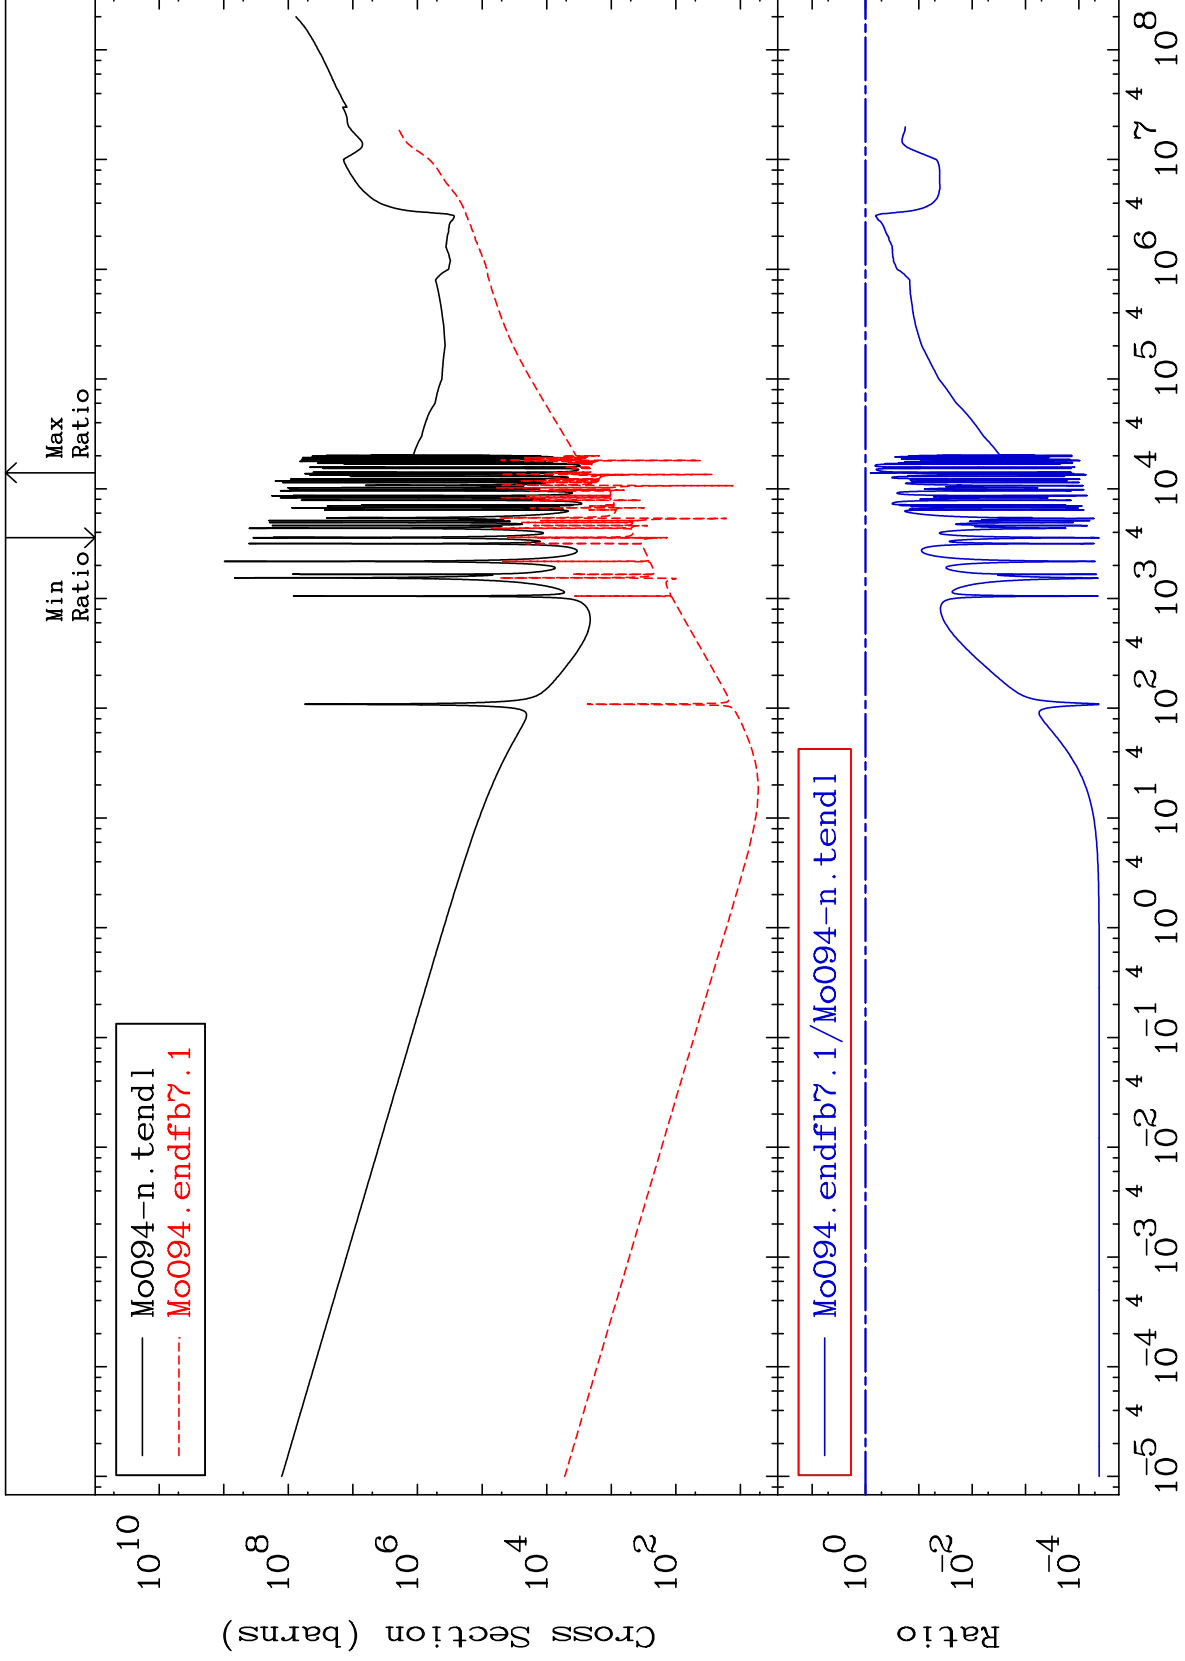 Min
Ratio
Max
Ratio
Mo094-n.tendl
Mo094.endfb7.1
Cross Section (barns)
10^10
10^8
10^6
10^4
10^2
Mo094.endfb7.1/Mo094-n.tendl
Ratio
10^0
10^-2
10^-4
10^-5 4 10^-4 4 10^-3 4 10^-2 4 10^-1 4 10^0 4 10^1 4 10^2 4 10^3 4 10^4 4 10^5 4 10^6 4 10^7 4 10^8